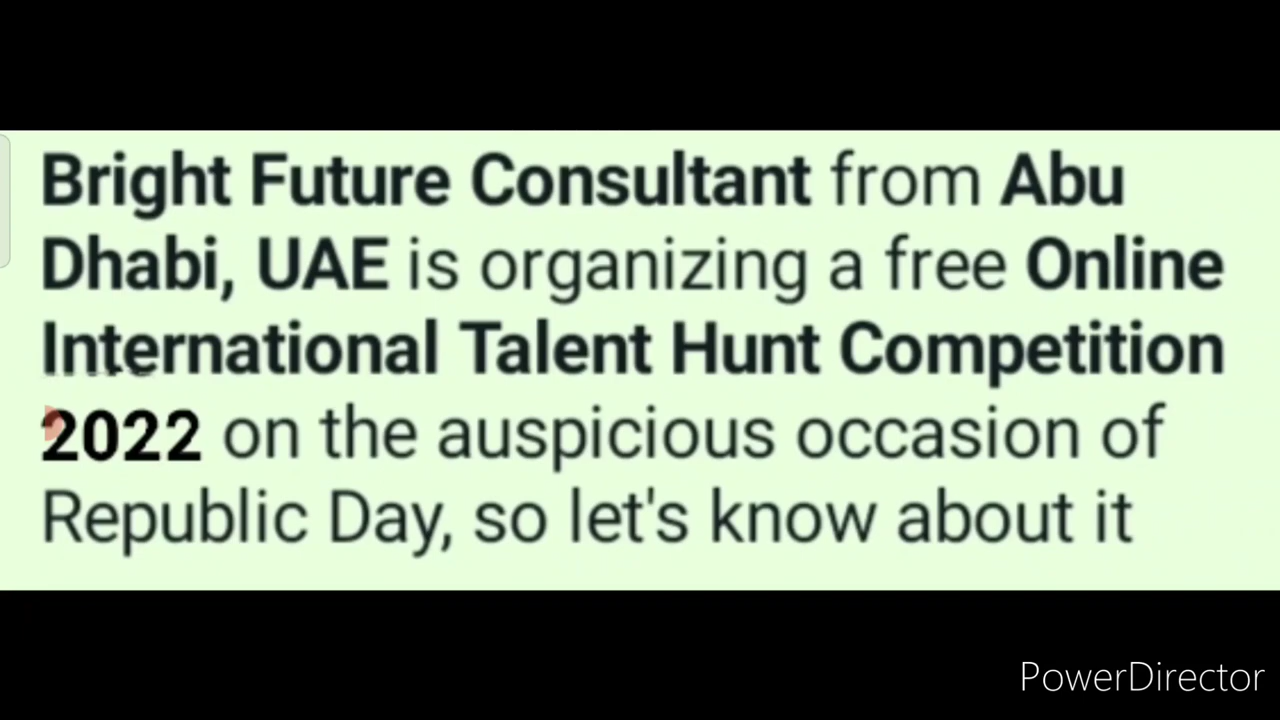 Bright Future Consultant from Abu
Dhabi, UAE is organizing a free Online
International Talent Hunt Competition
2022 on the auspicious occasion of
Republic Day, so let's know about it
PowerDirector